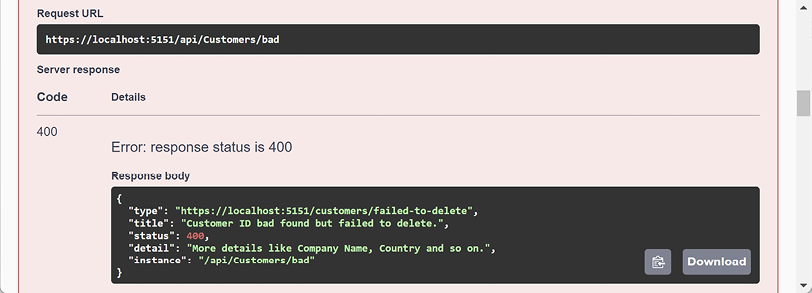 Request URL
https://localhost:5151/api/Customers/bad
Server response
Code Details
400
Error: response status is 400
Response body
{
"type": "https://localhost:5151/customers/failed-to-delete",
"title": "Customer ID bad found but failed to delete.",
"status": 400,
"detail": "More details like Company Name, Country and so on.",
"instance": "/api/Customers/bad"
}
Download